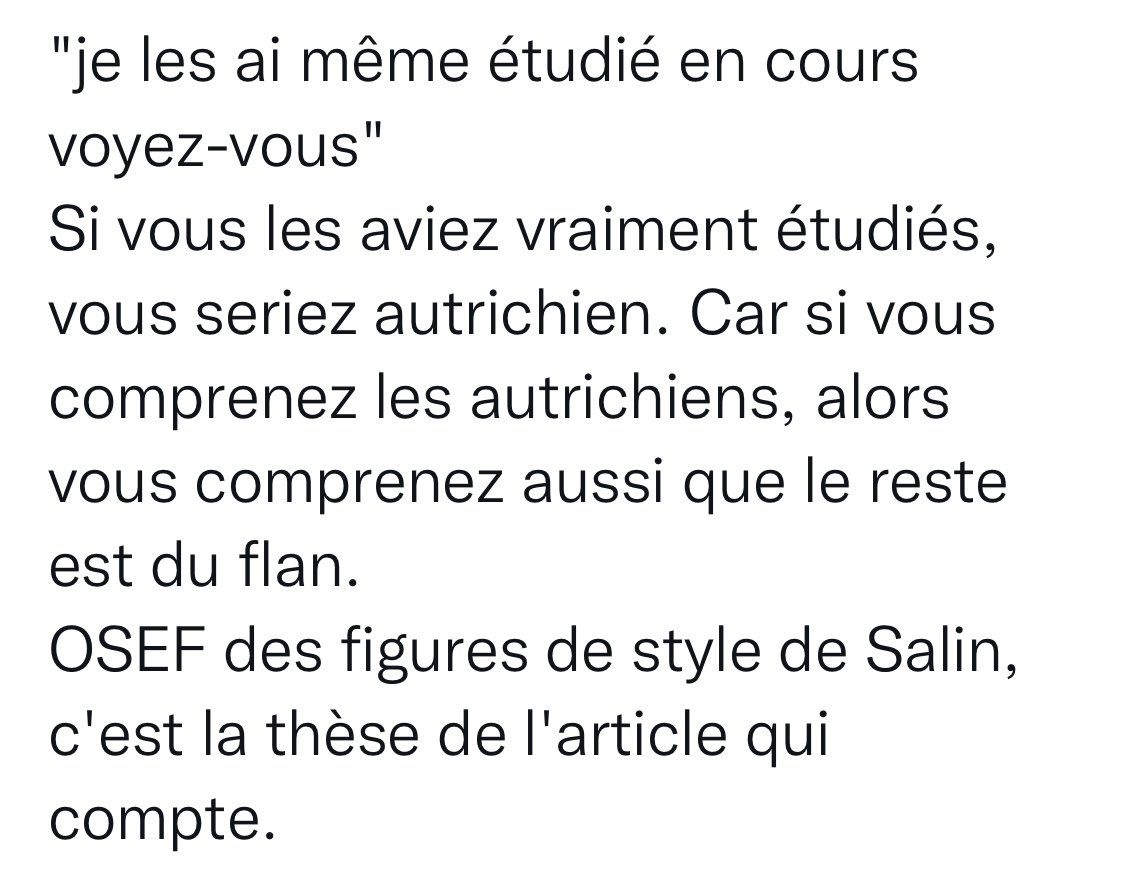 "je les ai même étudié en cours
voyez-vous"
Si vous les aviez vraiment étudiés,
vous seriez autrichien. Car si vous
comprenez les autrichiens, alors
vous comprenez aussi que le reste
est du flan.
OSEF des figures de style de Salin,
c'est la thèse de l'article qui
compte.